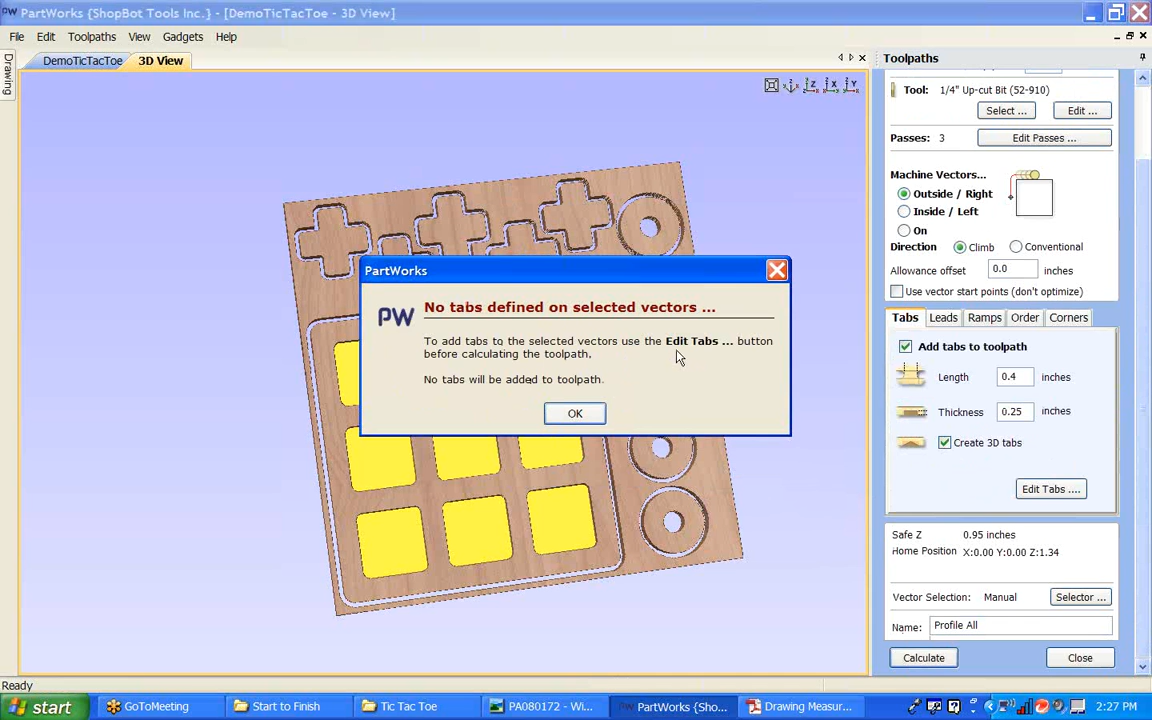 PartWorks {ShopBot Tools Inc.} - [DemoTicTacToe - 3D View]
File Edit Toolpaths View Gadgets Help
Drawing
DemoTicTacToe 3D View
Toolpaths
Tool: 1/4" Up-cut Bit (52-910)
Select ... Edit ...
Passes: 3 Edit Passes ...
Machine Vectors...
Outside / Right
Inside / Left
On
Direction Climb Conventional
Allowance offset 0.0 inches
Use vector start points (don't optimize)
Tabs Leads Ramps Order Corners
Add tabs to toolpath
Length 0.4 inches
Thickness 0.25 inches
Create 3D tabs
Edit Tabs ....
Safe Z 0.95 inches
Home Position X:0.00 Y:0.00 Z:1.34
Vector Selection: Manual Selector ...
Name: Profile All
Calculate Close
PartWorks
PW
No tabs defined on selected vectors ...
To add tabs to the selected vectors use the Edit Tabs ... button
before calculating the toolpath,
No tabs will be added to toolpath.
OK
Ready
start GoToMeeting Start to Finish Tic Tac Toe PA080172 - Wi... PartWorks {Sho... Drawing Measur... ? 2:27 PM